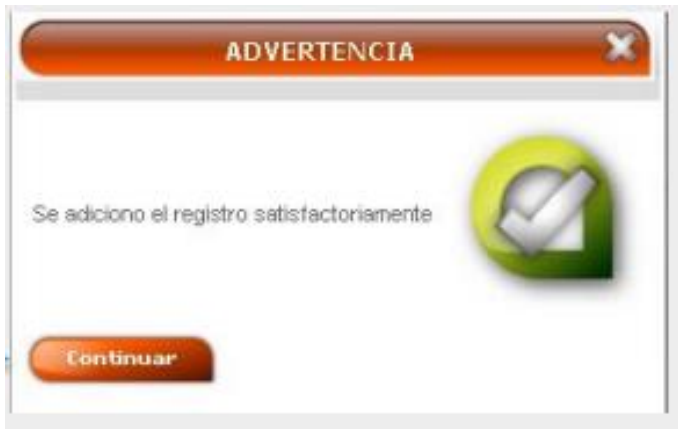 ADVERTENCIA
Se adiciono el registro satisfactoriamente
Continuar